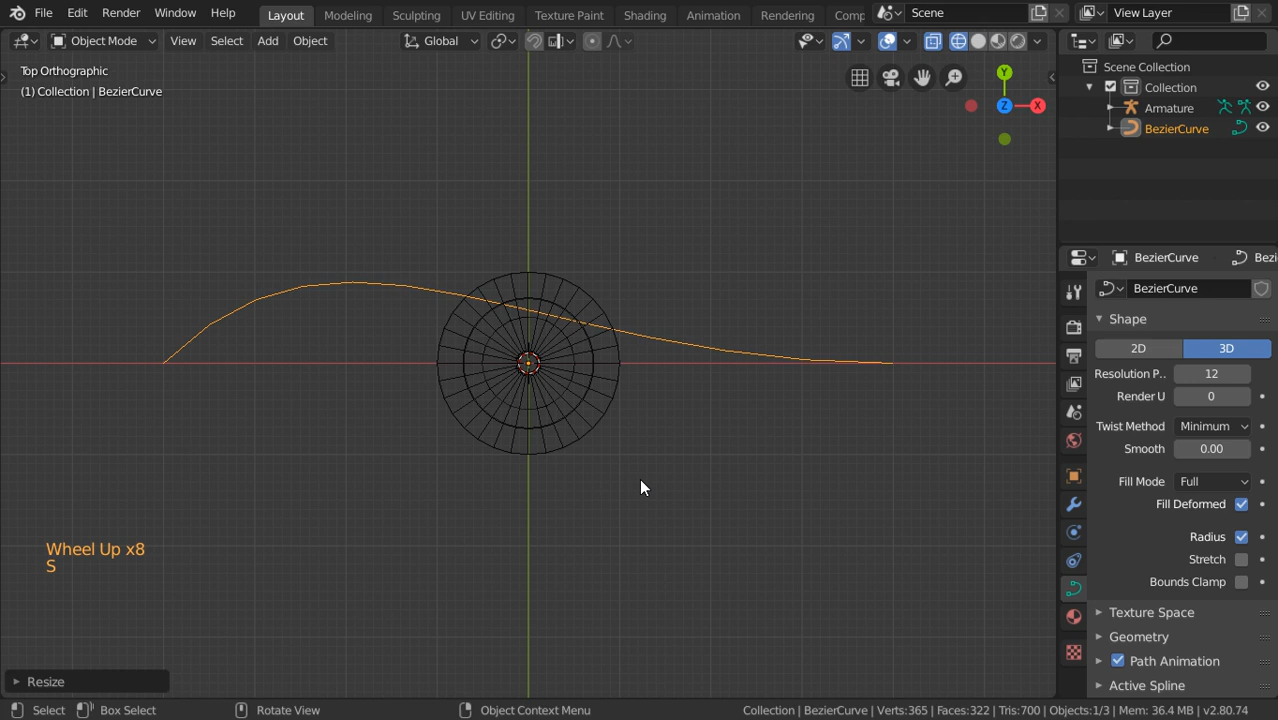 File Edit Render Window Help Layout Modeling Sculpting UV Editing Texture Paint Shading Animation Rendering Comp Scene View Layer
Object Mode View Select Add Object Global
Top Orthographic
(1) Collection | BezierCurve
Y
Z
X
Wheel Up x8
S
Resize
Scene Collection
Collection
Armature
BezierCurve
BezierCurve Bezi
BezierCurve
Shape
2D 3D
Resolution P.. 12
Render U 0
Twist Method Minimum
Smooth 0.00
Fill Mode Full
Fill Deformed
Radius
Stretch
Bounds Clamp
Texture Space
Geometry
Path Animation
Active Spline
Select Box Select Rotate View Object Context Menu Collection | BezierCurve | Verts:365 | Faces:322 | Tris:700 | Objects:1/3 | Mem: 36.4 MB | v2.80.74